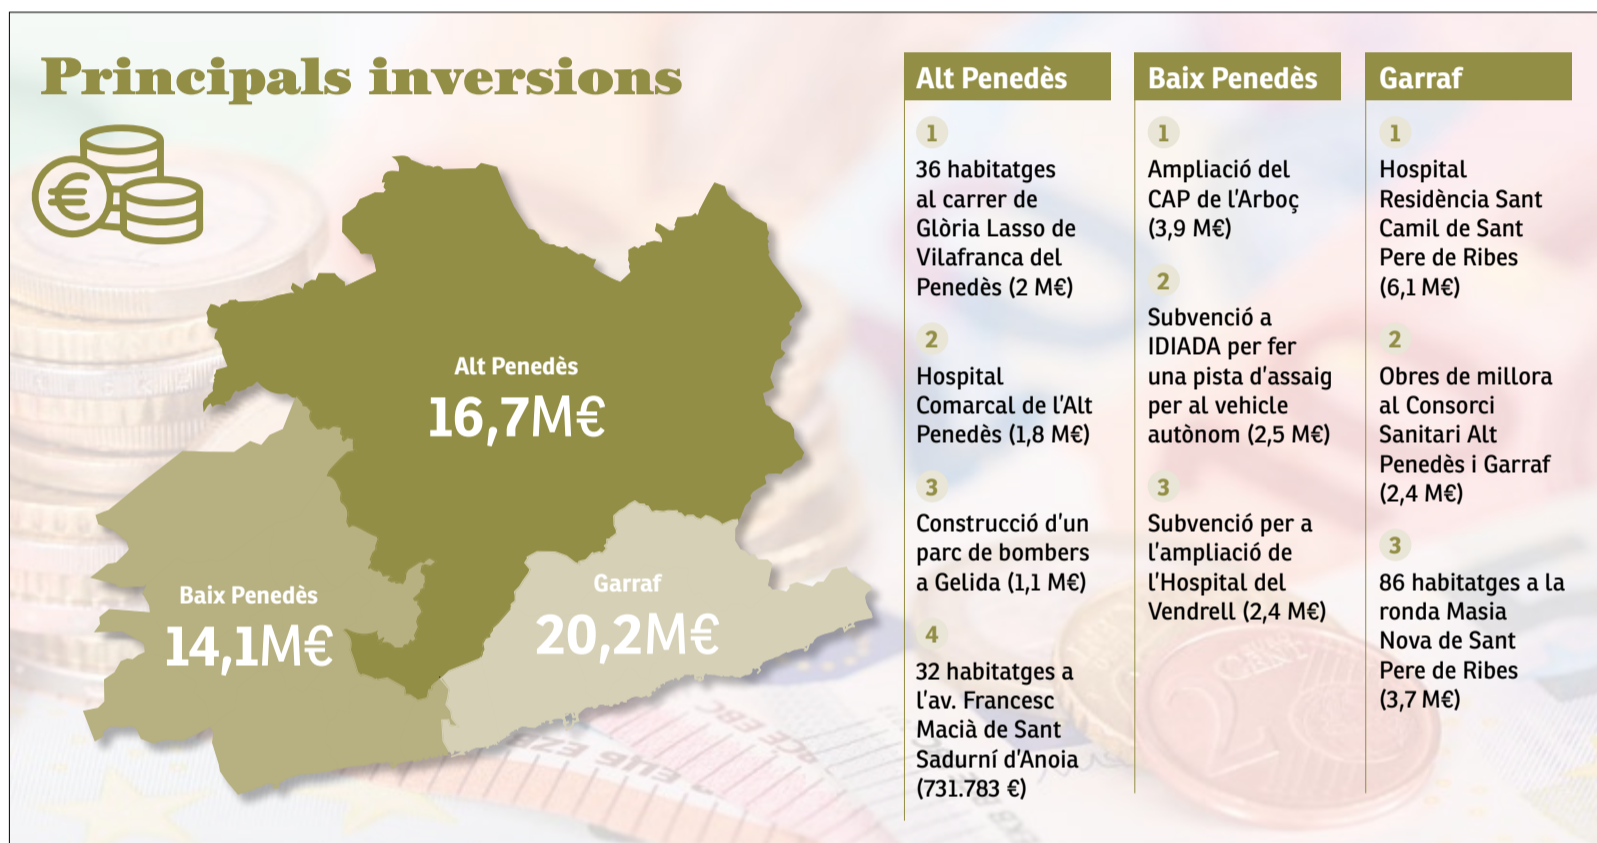 Principals inversions
Alt Penedès
16,7M€
Baix Penedès
14,1M€
Garraf
20,2M€
Alt Penedès
1
36 habitatges
al carrer de
Glòria Lasso de
Vilafranca del
Penedès (2 M€)
2
Hospital
Comarcal de l'Alt
Penedès (1,8 M€)
3
Construcció d'un
parc de bombers
a Gelida (1,1 M€)
4
32 habitatges a
l'av. Francesc
Macià de Sant
Sadurní d'Anoia
(731.783 €)
Baix Penedès
1
Ampliació del
CAP de l'Arboç
(3,9 M€)
2
Subvenció a
IDIADA per fer
una pista d'assaig
per al vehicle
autònom (2,5 M€)
3
Subvenció per a
l'ampliació de
l'Hospital del
Vendrell (2,4 M€)
Garraf
1
Hospital
Residència Sant
Camil de Sant
Pere de Ribes
(6,1 M€)
2
Obres de millora
al Consorci
Sanitari Alt
Penedès i Garraf
(2,4 M€)
3
86 habitatges a la
ronda Masia
Nova de Sant
Pere de Ribes
(3,7 M€)